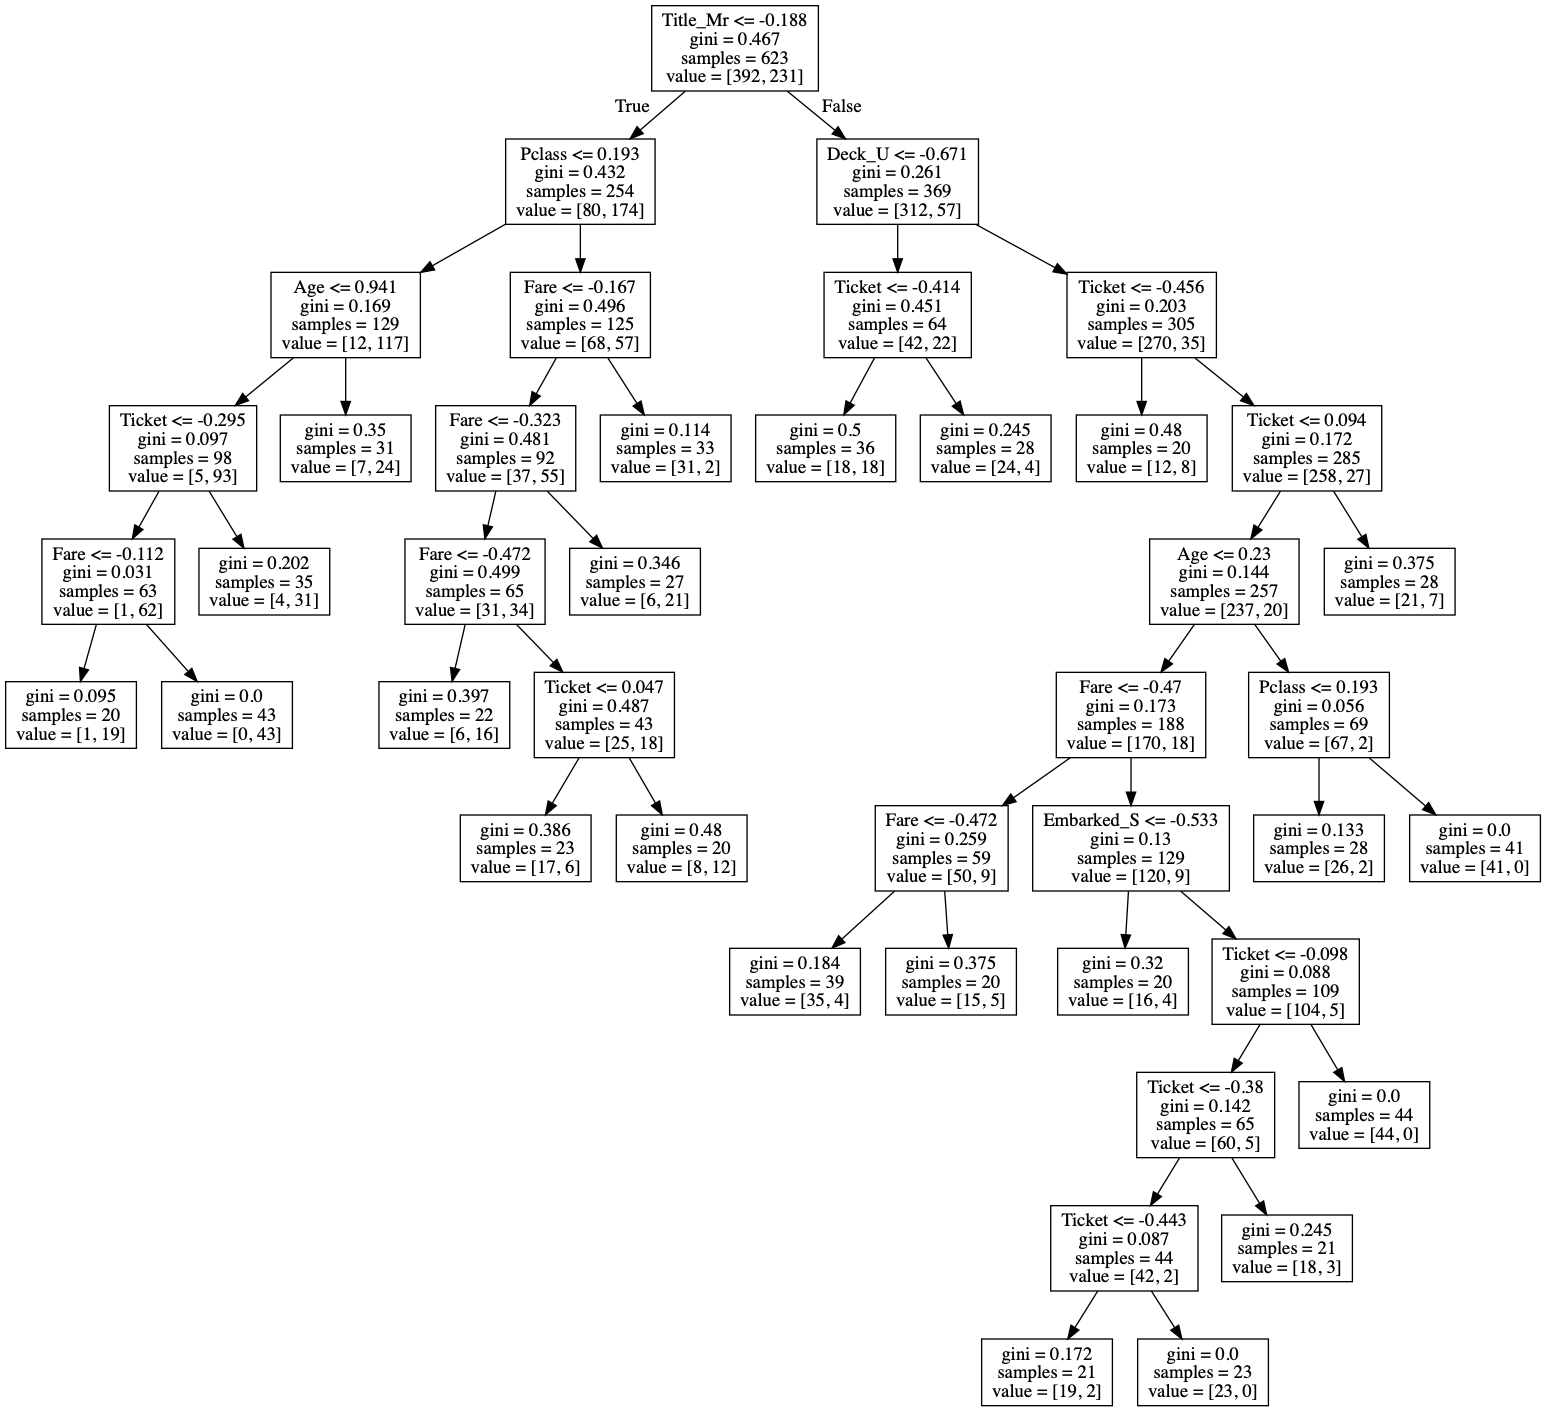 Title_Mr <= -0.188
gini = 0.467
samples = 623
value = [392, 231]
True
False
Pclass <= 0.193
gini = 0.432
samples = 254
value = [80, 174]
Deck_U <= -0.671
gini = 0.261
samples = 369
value = [312, 57]
Age <= 0.941
gini = 0.169
samples = 129
value = [12, 117]
Fare <= -0.167
gini = 0.496
samples = 125
value = [68, 57]
Ticket <= -0.414
gini = 0.451
samples = 64
value = [42, 22]
Ticket <= -0.456
gini = 0.203
samples = 305
value = [270, 35]
Ticket <= -0.295
gini = 0.097
samples = 98
value = [5, 93]
gini = 0.35
samples = 31
value = [7, 24]
Fare <= -0.323
gini = 0.481
samples = 92
value = [37, 55]
gini = 0.114
samples = 33
value = [31, 2]
gini = 0.5
samples = 36
value = [18, 18]
gini = 0.245
samples = 28
value = [24, 4]
gini = 0.48
samples = 20
value = [12, 8]
Ticket <= 0.094
gini = 0.172
samples = 285
value = [258, 27]
Fare <= -0.112
gini = 0.031
samples = 63
value = [1, 62]
gini = 0.202
samples = 35
value = [4, 31]
Fare <= -0.472
gini = 0.499
samples = 65
value = [31, 34]
gini = 0.346
samples = 27
value = [6, 21]
Age <= 0.23
gini = 0.144
samples = 257
value = [237, 20]
gini = 0.375
samples = 28
value = [21, 7]
gini = 0.095
samples = 20
value = [1, 19]
gini = 0.0
samples = 43
value = [0, 43]
gini = 0.397
samples = 22
value = [6, 16]
Ticket <= 0.047
gini = 0.487
samples = 43
value = [25, 18]
Fare <= -0.47
gini = 0.173
samples = 188
value = [170, 18]
Pclass <= 0.193
gini = 0.056
samples = 69
value = [67, 2]
gini = 0.386
samples = 23
value = [17, 6]
gini = 0.48
samples = 20
value = [8, 12]
Fare <= -0.472
gini = 0.259
samples = 59
value = [50, 9]
Embarked_S <= -0.533
gini = 0.13
samples = 129
value = [120, 9]
gini = 0.133
samples = 28
value = [26, 2]
gini = 0.0
samples = 41
value = [41, 0]
gini = 0.184
samples = 39
value = [35, 4]
gini = 0.375
samples = 20
value = [15, 5]
gini = 0.32
samples = 20
value = [16, 4]
Ticket <= -0.098
gini = 0.088
samples = 109
value = [104, 5]
Ticket <= -0.38
gini = 0.142
samples = 65
value = [60, 5]
gini = 0.0
samples = 44
value = [44, 0]
Ticket <= -0.443
gini = 0.087
samples = 44
value = [42, 2]
gini = 0.245
samples = 21
value = [18, 3]
gini = 0.172
samples = 21
value = [19, 2]
gini = 0.0
samples = 23
value = [23, 0]